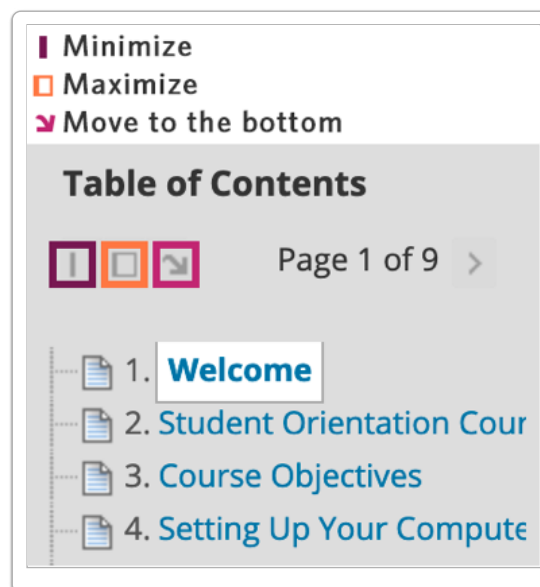 Minimize
Maximize
Move to the bottom
Table of Contents
Page 1 of 9 >
1. Welcome
2. Student Orientation Cour
3. Course Objectives
4. Setting Up Your Compute